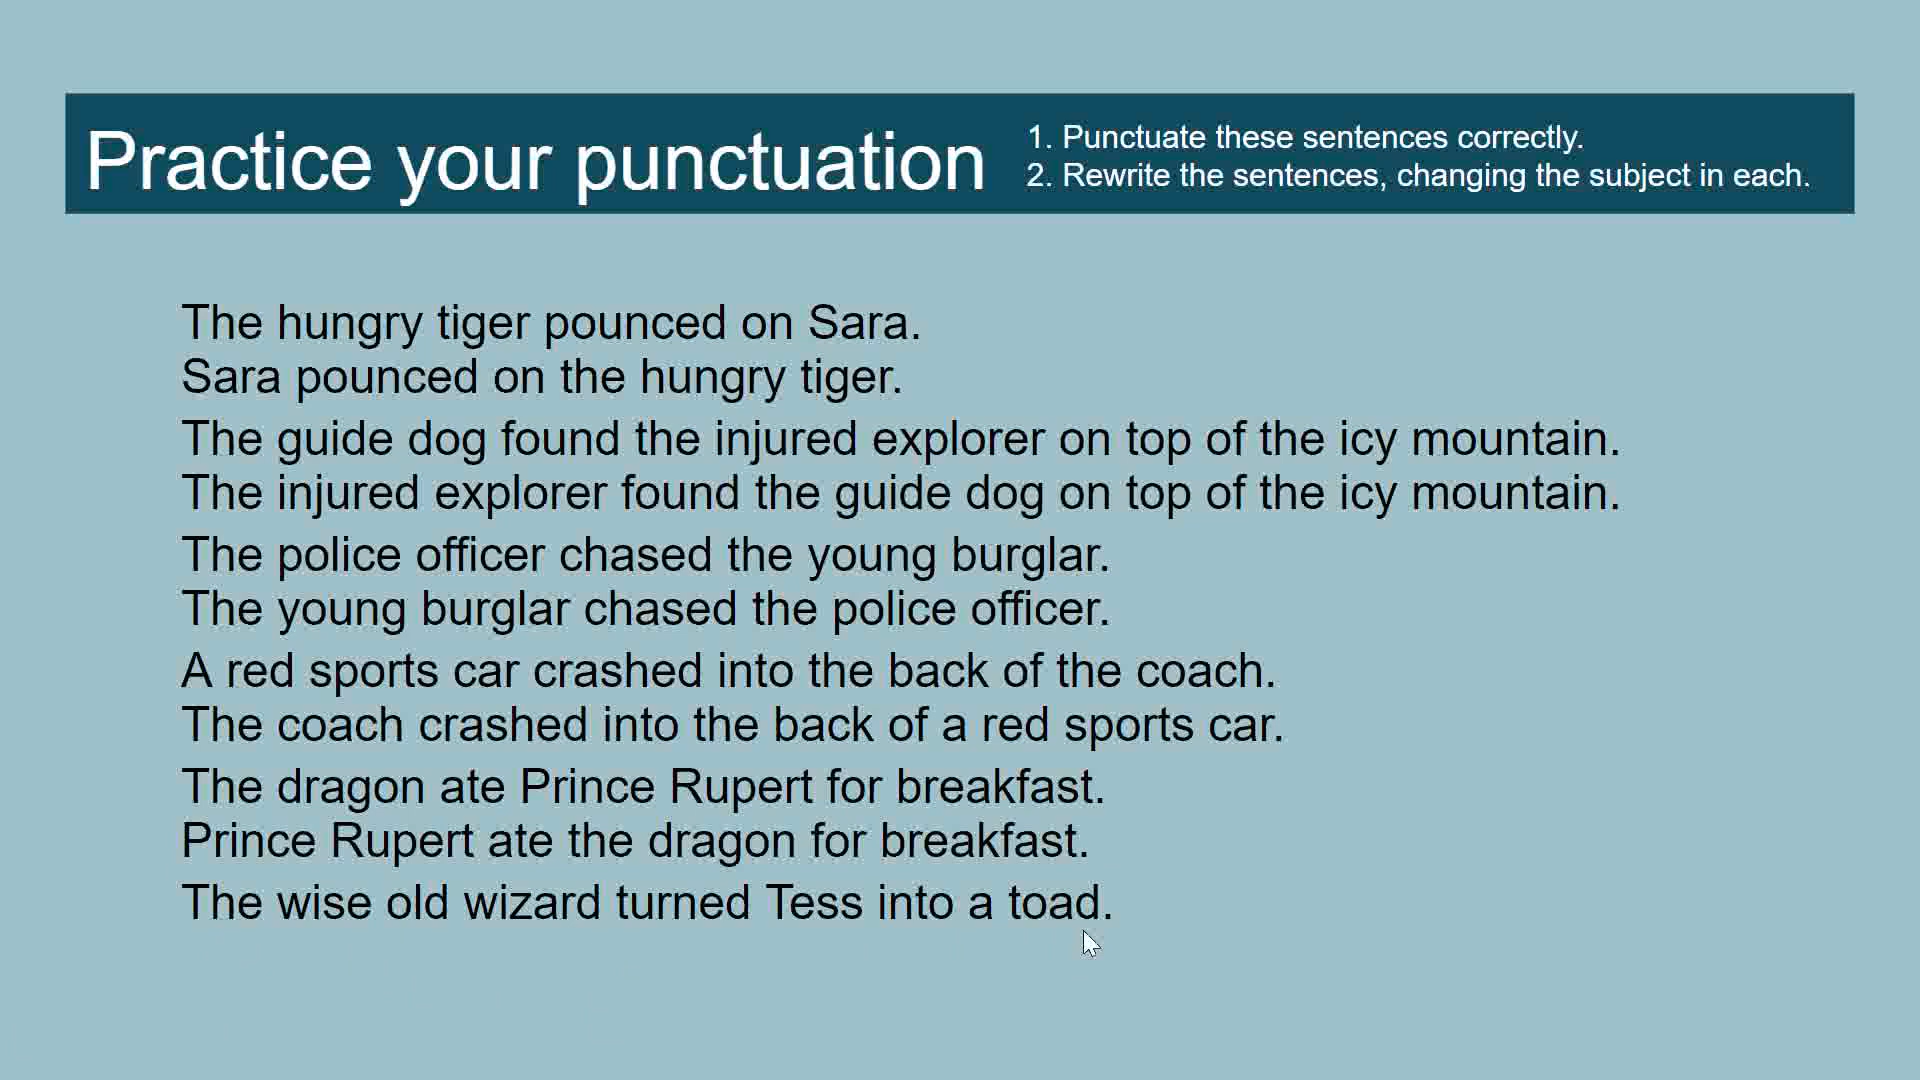 Practice your punctuation
1. Punctuate these sentences correctly.
2. Rewrite the sentences, changing the subject in each.
The hungry tiger pounced on Sara.
Sara pounced on the hungry tiger.
The guide dog found the injured explorer on top of the icy mountain.
The injured explorer found the guide dog on top of the icy mountain.
The police officer chased the young burglar.
The young burglar chased the police officer.
A red sports car crashed into the back of the coach.
The coach crashed into the back of a red sports car.
The dragon ate Prince Rupert for breakfast.
Prince Rupert ate the dragon for breakfast.
The wise old wizard turned Tess into a toad.